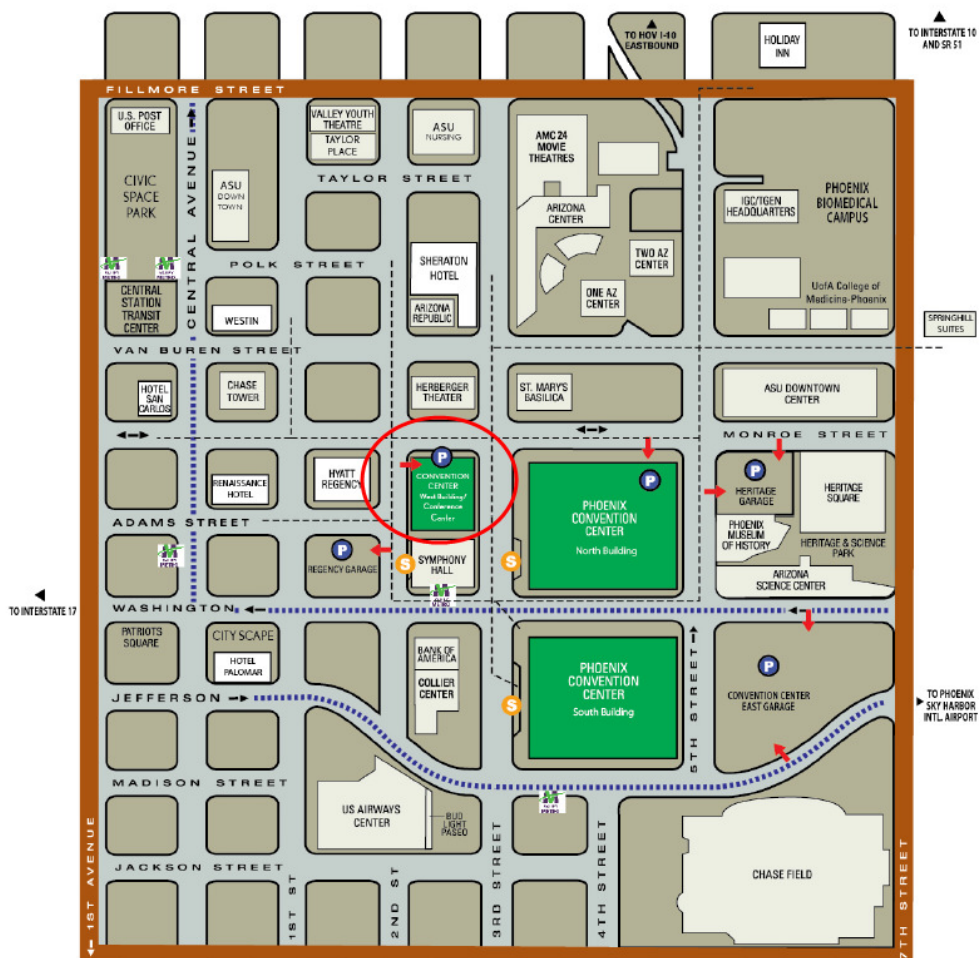 TO HOV I-10
EASTBOUND
HOLIDAY
INN
TO INTERSTATE 10
AND SR 51
FILLMORE STREET
U.S. POST
OFFICE
VALLEY YOUTH
THEATRE
TAYLOR
PLACE
ASU
NURSING
AMC 24
MOVIE
THEATRES
CENTRAL AVENUE
CIVIC
SPACE
PARK
ASU
DOWN
TOWN
TAYLOR STREET
ARIZONA
CENTER
IGC/TGEN
HEADQUARTERS
PHOENIX
BIOMEDICAL
CAMPUS
POLK STREET
SHERATON
HOTEL
TWO AZ
CENTER
CENTRAL
STATION
TRANSIT
CENTER
WESTIN
ARIZONA
REPUBLIC
ONE AZ
CENTER
UofA College of
Medicine-Phoenix
SPRINGHILL
SUITES
VAN BUREN STREET
HOTEL
SAN
CARLOS
CHASE
TOWER
HERBERGER
THEATER
ST. MARY'S
BASILICA
ASU DOWNTOWN
CENTER
MONROE STREET
RENAISSANCE
HOTEL
HYATT
REGENCY
P
CONVENTION
CENTER
West Building/
Conference
Center
P
PHOENIX
CONVENTION
CENTER
North Building
P
HERITAGE
GARAGE
HERITAGE
SQUARE
ADAMS STREET
PHOENIX
MUSEUM
OF HISTORY
HERITAGE & SCIENCE
PARK
P
REGENCY GARAGE
S
SYMPHONY
HALL
S
ARIZONA
SCIENCE CENTER
TO INTERSTATE 17
WASHINGTON
PATRIOTS
SQUARE
CITY SCAPE
HOTEL
PALOMAR
BANK OF
AMERICA
COLLIER
CENTER
S
PHOENIX
CONVENTION
CENTER
South Building
5TH STREET
P
CONVENTION CENTER
EAST GARAGE
TO PHOENIX
SKY HARBOR
INTL. AIRPORT
JEFFERSON
MADISON STREET
US AIRWAYS
CENTER
BUD
LIGHT
PASEO
CHASE FIELD
JACKSON STREET
1ST AVENUE
1ST ST
2ND ST
3RD STREET
4TH STREET
7TH STREET